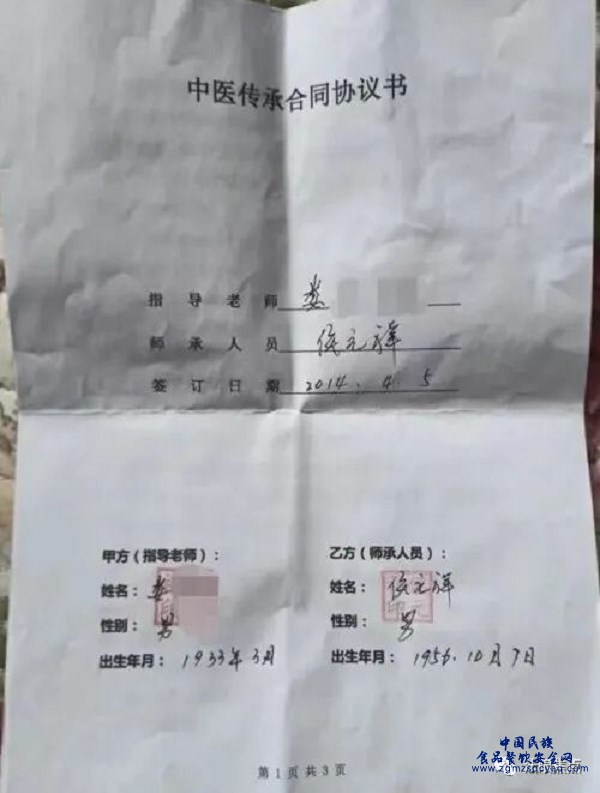 中医传承合同协议书
指导老师 娄
师承人员 侯元祥
签订日期 2014.4.5
甲方（指导老师）：
姓名：娄
性别：男
出生年月：1933年3月
乙方（师承人员）：
姓名：侯元祥
性别：男
出生年月：1956.10月7日
第1页共3页
中国民族
食品餐饮安全网
www.zgmzspcyaw.com